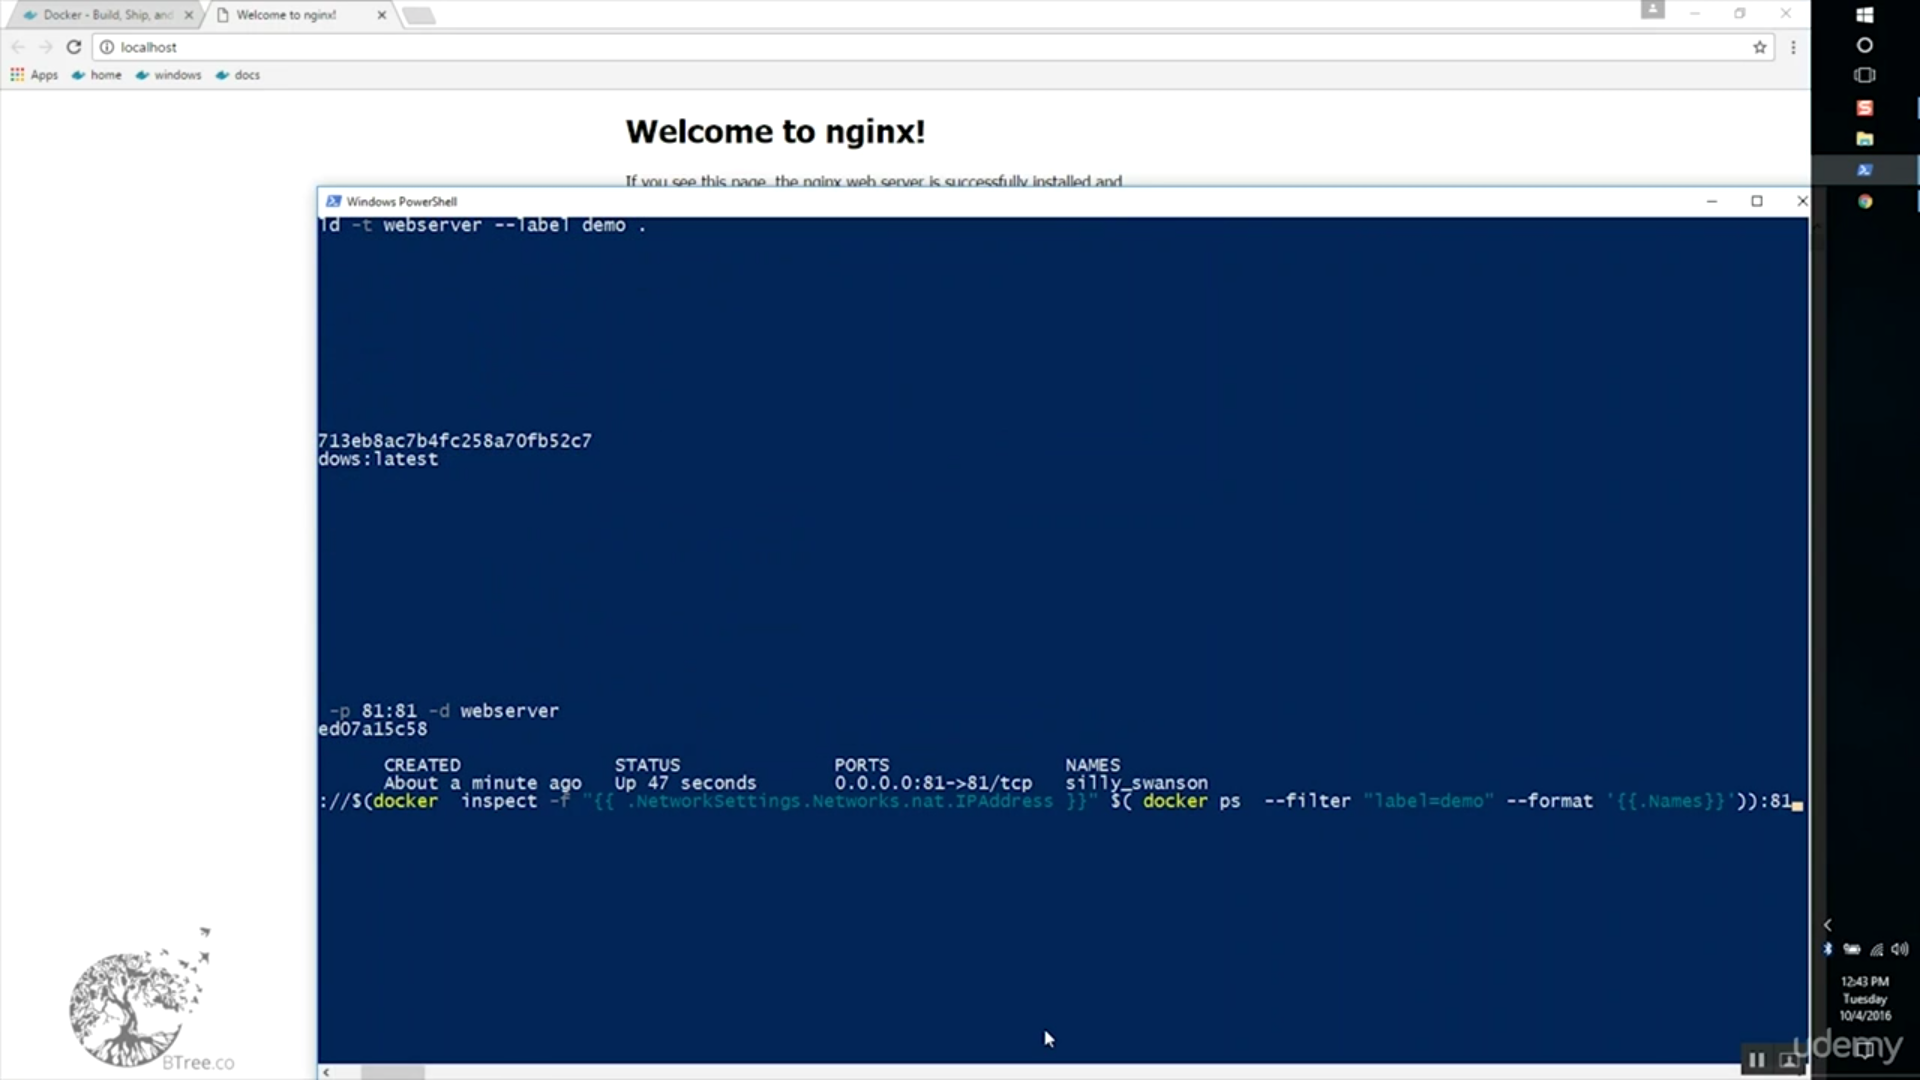 Docker - Build, Ship, and
Welcome to nginx!
localhost
Apps home windows docs
Welcome to nginx!
If you see this page, the nginx web server is successfully installed and
Windows PowerShell
ld -t webserver --label demo .
713eb8ac7b4fc258a70fb52c7
dows:latest
-p 81:81 -d webserver
ed07a15c58
CREATED STATUS PORTS NAMES
About a minute ago Up 47 seconds 0.0.0.0:81->81/tcp silly_swanson
://$(docker inspect -f "{{ .NetworkSettings.Networks.nat.IPAddress }}" $( docker ps --filter "label=demo" --format '{{.Names}}')):81
12:43 PM
Tuesday
10/4/2016
BTree.co
udemy